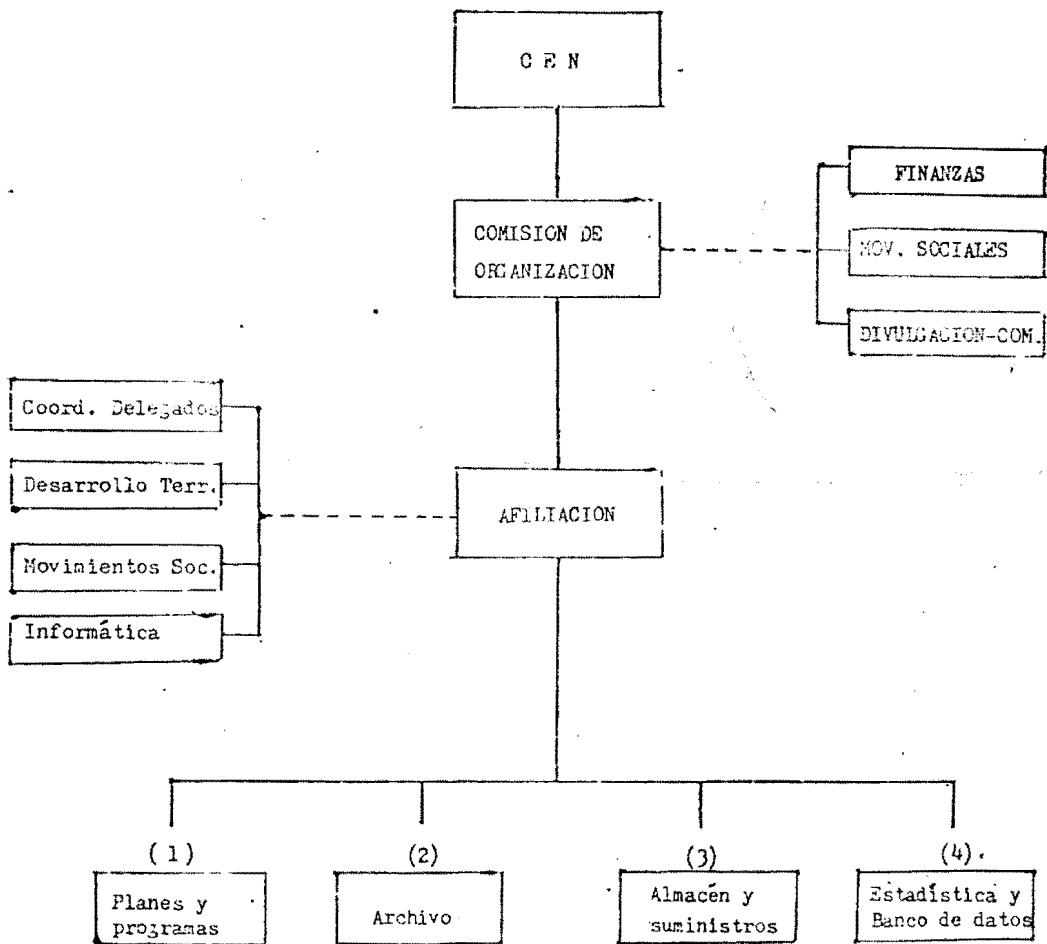 C E N
FINANZAS
COMISION DE
ORGANIZACION
MOV. SOCIALES
DIVULGACION-COM.
Coord. Delegados
Desarrollo Terr.
AFILIACION
Movimientos Soc.
Informática
(1)
(2)
(3)
(4).
Planes y
programas
Archivo
Almacén y
suministros
Estadística y
Banco de datos